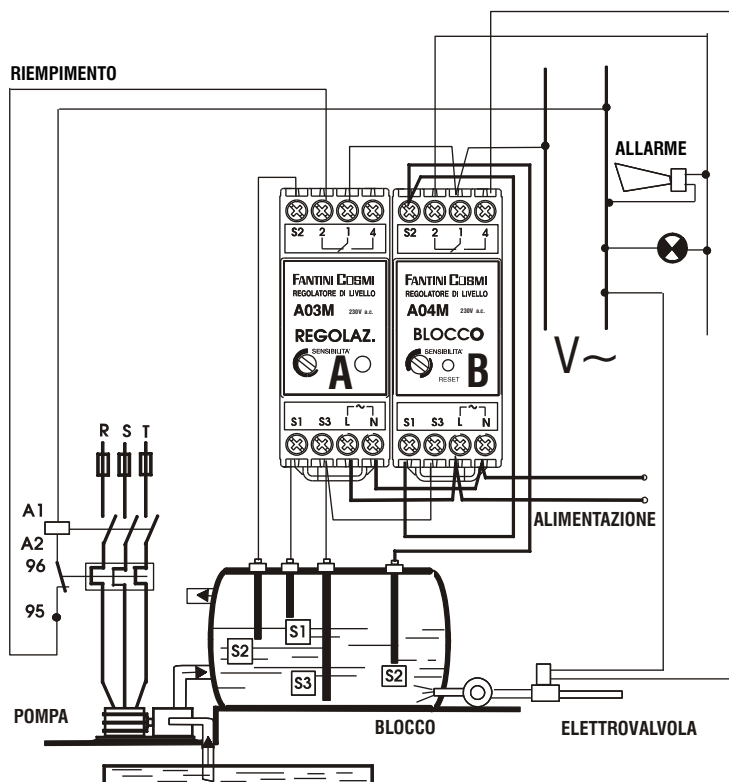 RIEMPIMENTO
ALLARME
S2 2 1 4
S2 2 1 4
FANTINI COSMI
REGOLATORE DI LIVELLO
A03M 230V a.c.
REGOLAZ.
SENSIBILITA'
A
FANTINI COSMI
REGOLATORE DI LIVELLO
A04M 230V a.c.
BLOCCO
SENSIBILITA'
RESET
B
V~
~
S1 S3 L N
~
S1 S3 L N
R S T
ALIMENTAZIONE
A1
A2
96
95
S1
S2
S3
S2
POMPA
BLOCCO
ELETTROVALVOLA